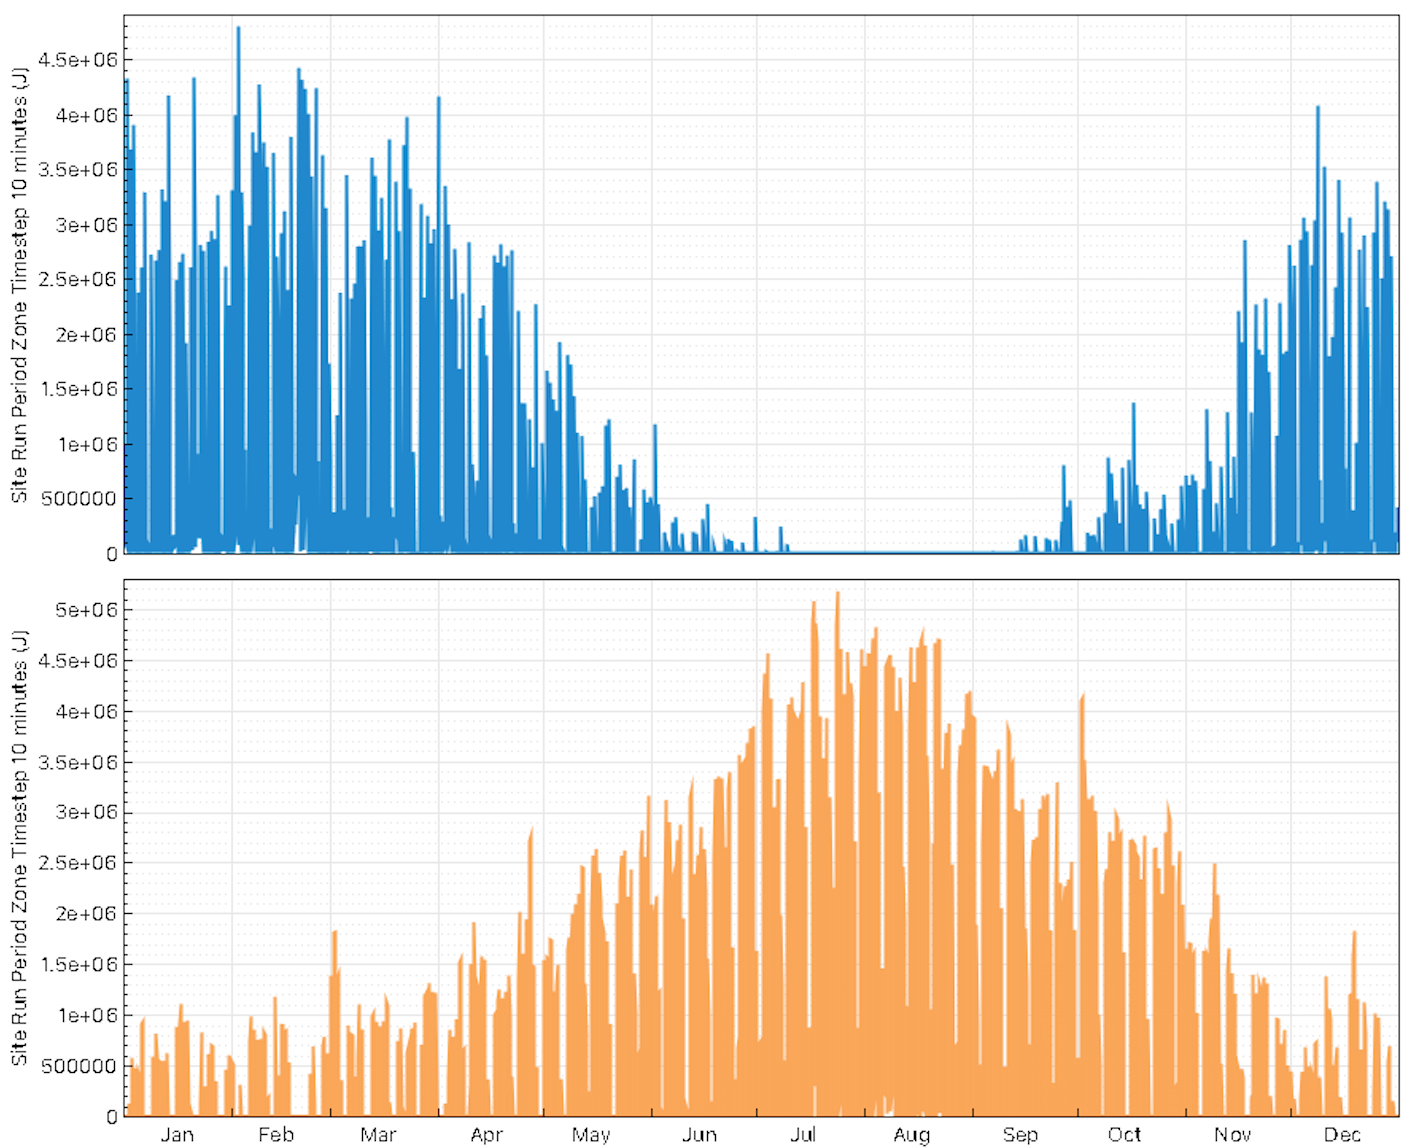 Site Run Period Zone Timestep 10 minutes (J)
4.5e+06
4e+06
3.5e+06
3e+06
2.5e+06
2e+06
1.5e+06
1e+06
500000
0
Site Run Period Zone Timestep 10 minutes (J)
5e+06
4.5e+06
4e+06
3.5e+06
3e+06
2.5e+06
2e+06
1.5e+06
1e+06
500000
0
Jan Feb Mar Apr May Jun Jul Aug Sep Oct Nov Dec